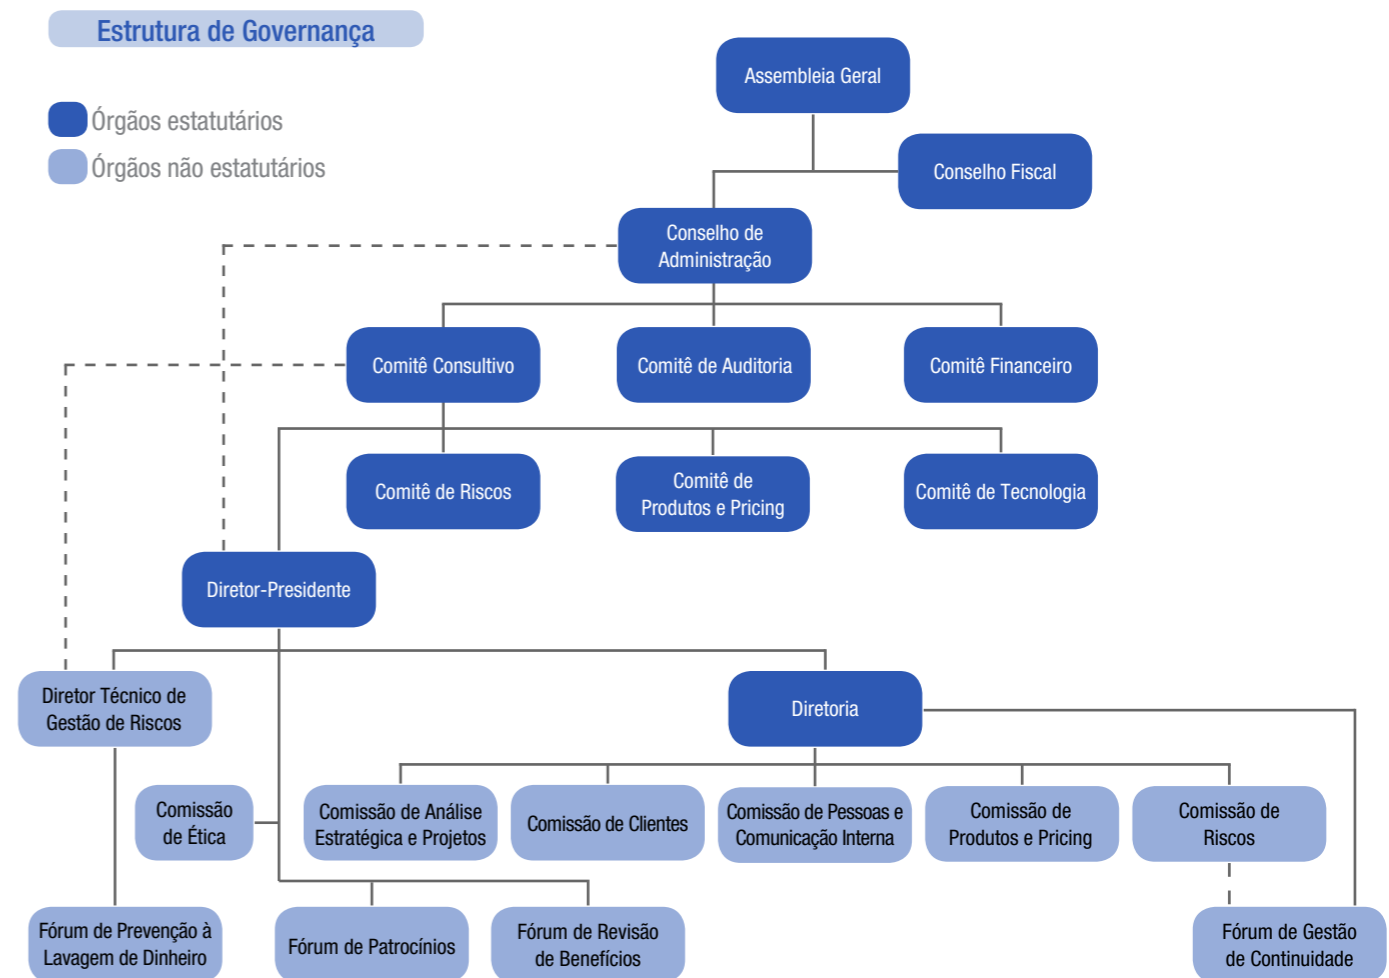 Estrutura de Governança
Órgãos estatutários
Órgãos não estatutários
Assembleia Geral
Conselho Fiscal
Conselho de
Administração
Comitê Consultivo
Comitê de Auditoria
Comitê Financeiro
Comitê de Riscos
Comitê de
Produtos e Pricing
Comitê de Tecnologia
Diretor-Presidente
Diretor Técnico de
Gestão de Riscos
Diretoria
Comissão
de Ética
Comissão de Análise
Estratégica e Projetos
Comissão de Clientes
Comissão de Pessoas e
Comunicação Interna
Comissão de
Produtos e Pricing
Comissão de
Riscos
Fórum de Prevenção à
Lavagem de Dinheiro
Fórum de Patrocínios
Fórum de Revisão
de Benefícios
Fórum de Gestão
de Continuidade